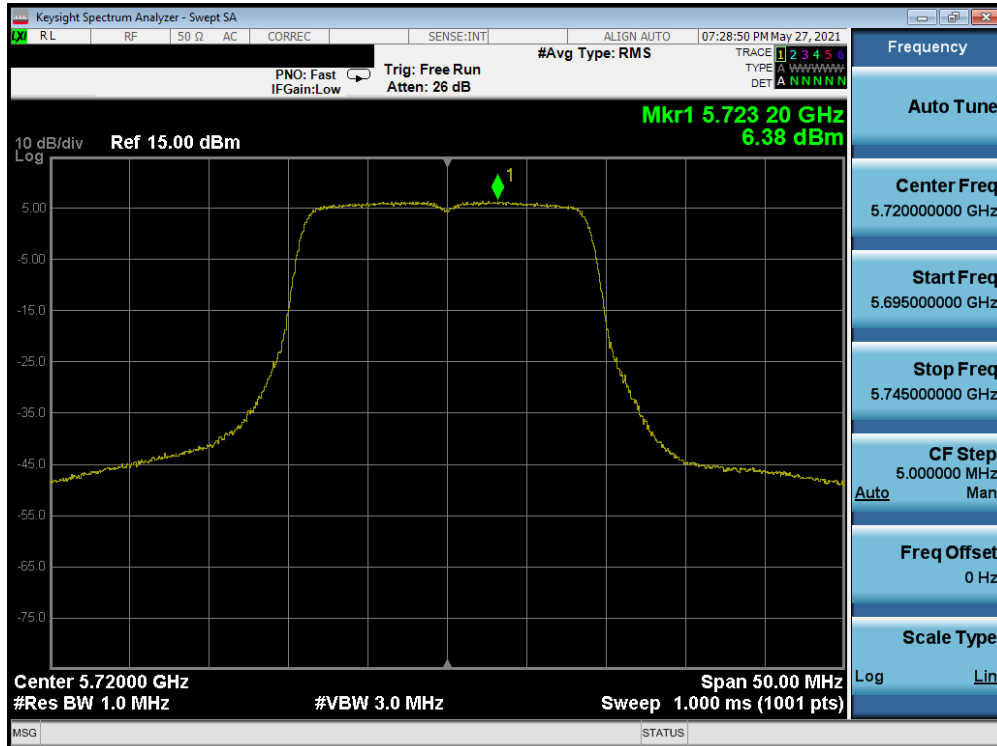 Keysight Spectrum Analyzer - Swept SA
LXI RL RF 50 Ω AC CORREC SENSE:INT ALIGN AUTO 07:28:50 PM May 27, 2021
Frequency
#Avg Type: RMS
TRACE 1 2 3 4 5 6
PNO: Fast Trig: Free Run
TYPE A WWWWW
IFGain:Low Atten: 26 dB
DET A N N N N N
Auto Tune
Mkr1 5.723 20 GHz
6.38 dBm
10 dB/div Ref 15.00 dBm
Log
1
5.00
-5.00
-15.0
-25.0
-35.0
-45.0
-55.0
-65.0
-75.0
Center Freq
5.720000000 GHz
Start Freq
5.695000000 GHz
Stop Freq
5.745000000 GHz
CF Step
5.000000 MHz
Auto Man
Freq Offset
0 Hz
Scale Type
Log Lin
Center 5.72000 GHz Span 50.00 MHz
#Res BW 1.0 MHz #VBW 3.0 MHz Sweep 1.000 ms (1001 pts)
MSG STATUS